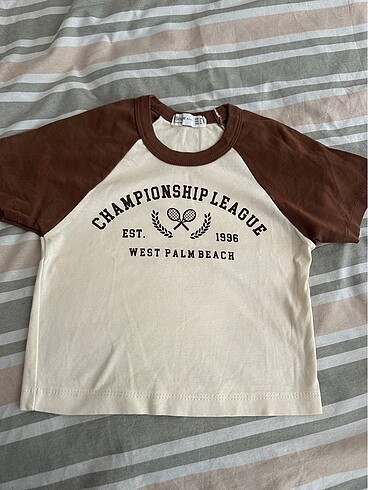 CHAMPIONSHIP LEAGUE
EST. 1996
WEST PALM BEACH